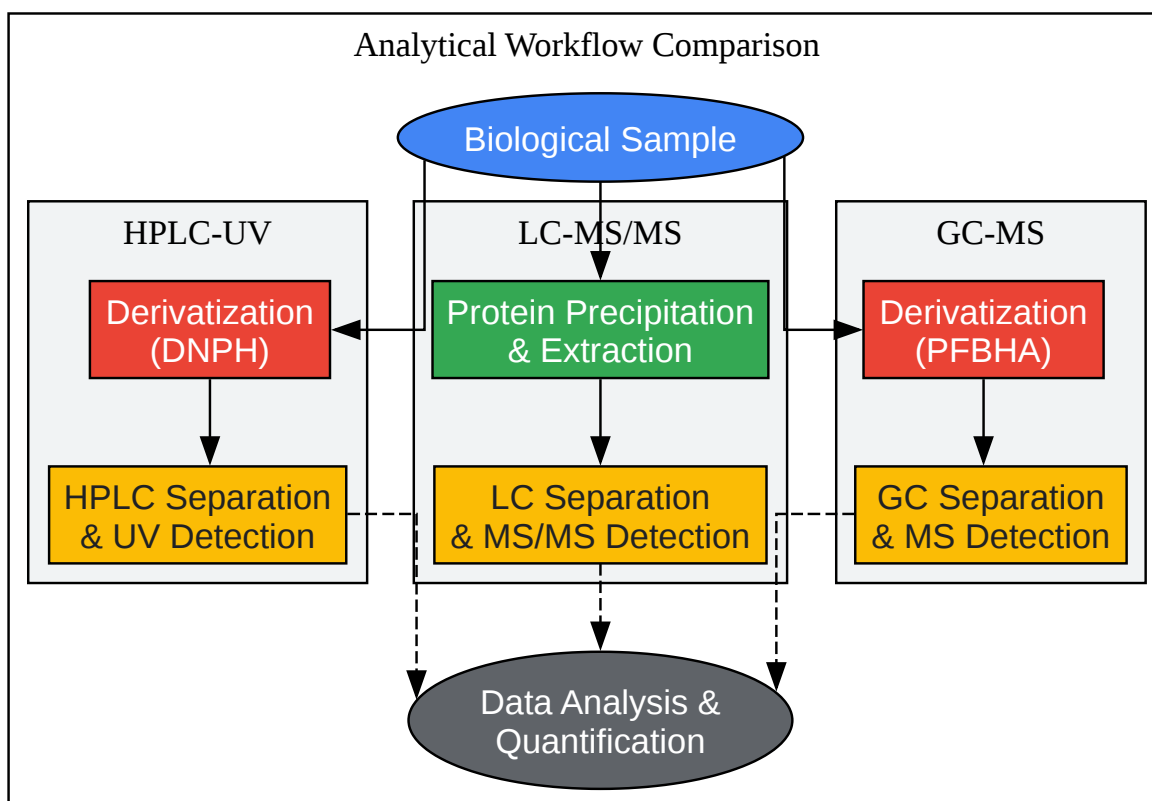 Analytical Workflow Comparison
Biological Sample
HPLC-UV
LC-MS/MS
GC-MS
Derivatization
(DNPH)
Protein Precipitation
& Extraction
Derivatization
(PFBHA)
HPLC Separation
& UV Detection
LC Separation
& MS/MS Detection
GC Separation
& MS Detection
Data Analysis &
Quantification